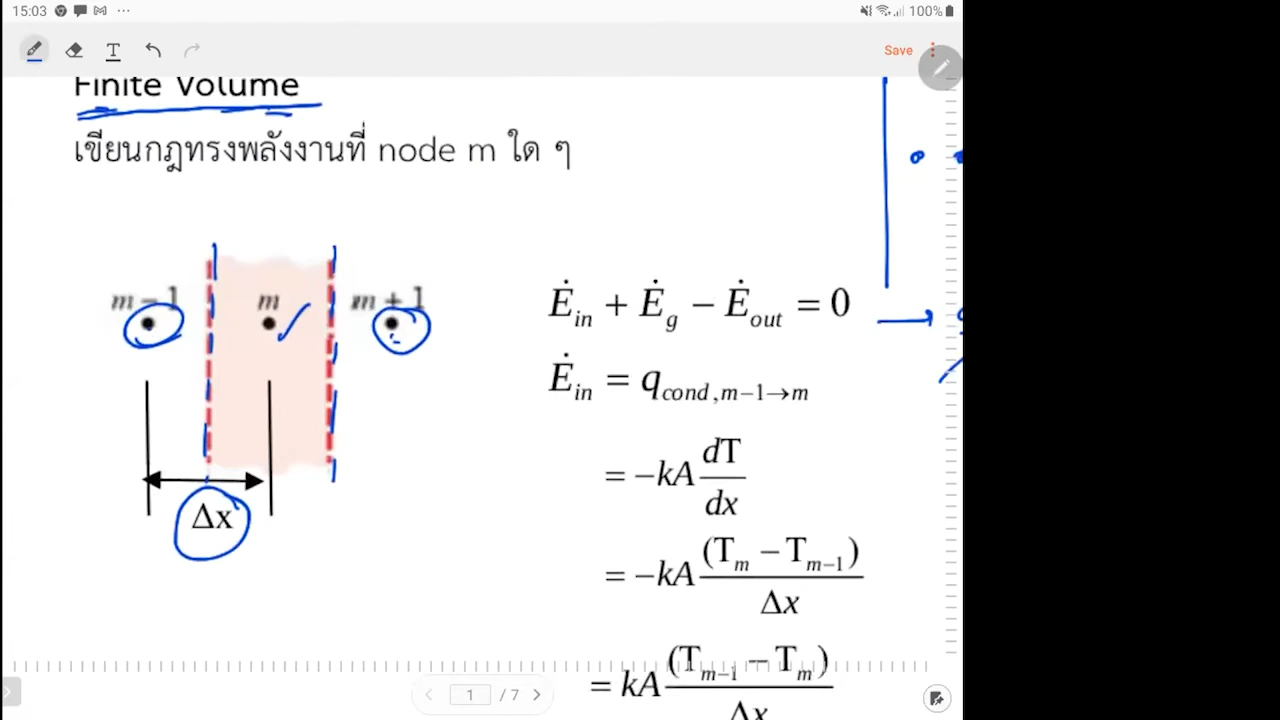 15:03 100%
Save
Finite Volume
เขียนกฎทรงพลังงานที่ node m ใด ๆ
m − 1 m m + 1
Δx
Ė_in + Ė_g − Ė_out = 0
Ė_in = q_cond,m−1→m
= −kA dT/dx
= −kA (T_m − T_m−1)/Δx
= kA (T_m−1 − T_m)/Δx
1 / 7